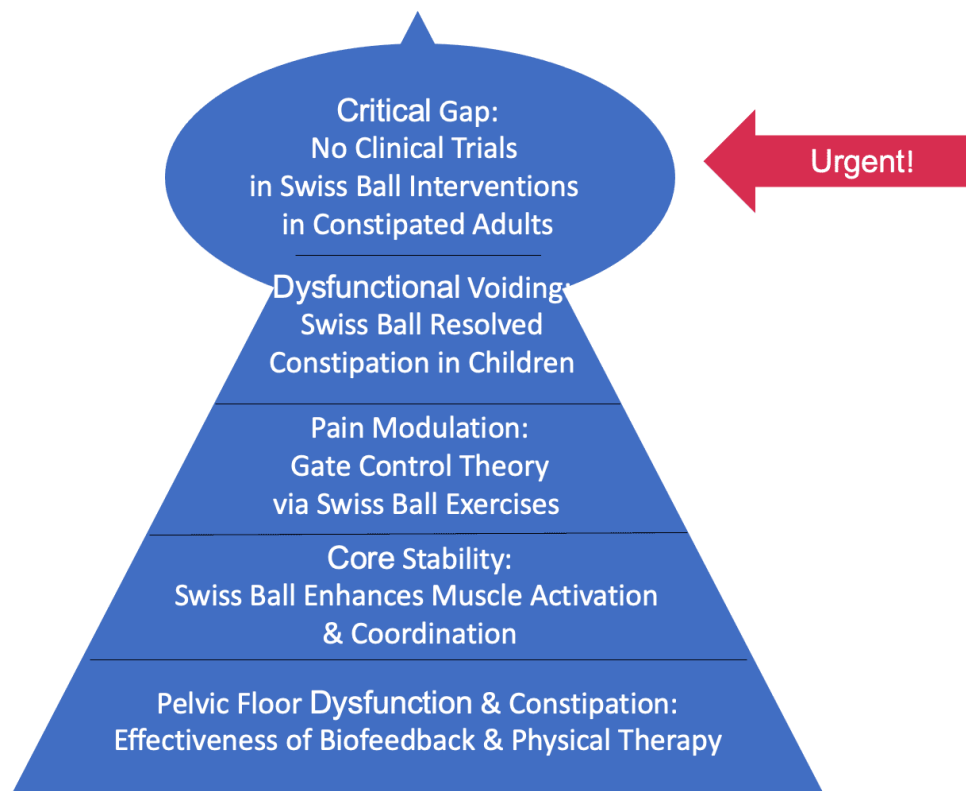 Critical Gap:
No Clinical Trials
in Swiss Ball Interventions
in Constipated Adults
Urgent!
Dysfunctional Voiding:
Swiss Ball Resolved
Constipation in Children
Pain Modulation:
Gate Control Theory
via Swiss Ball Exercises
Core Stability:
Swiss Ball Enhances Muscle Activation
& Coordination
Pelvic Floor Dysfunction & Constipation:
Effectiveness of Biofeedback & Physical Therapy